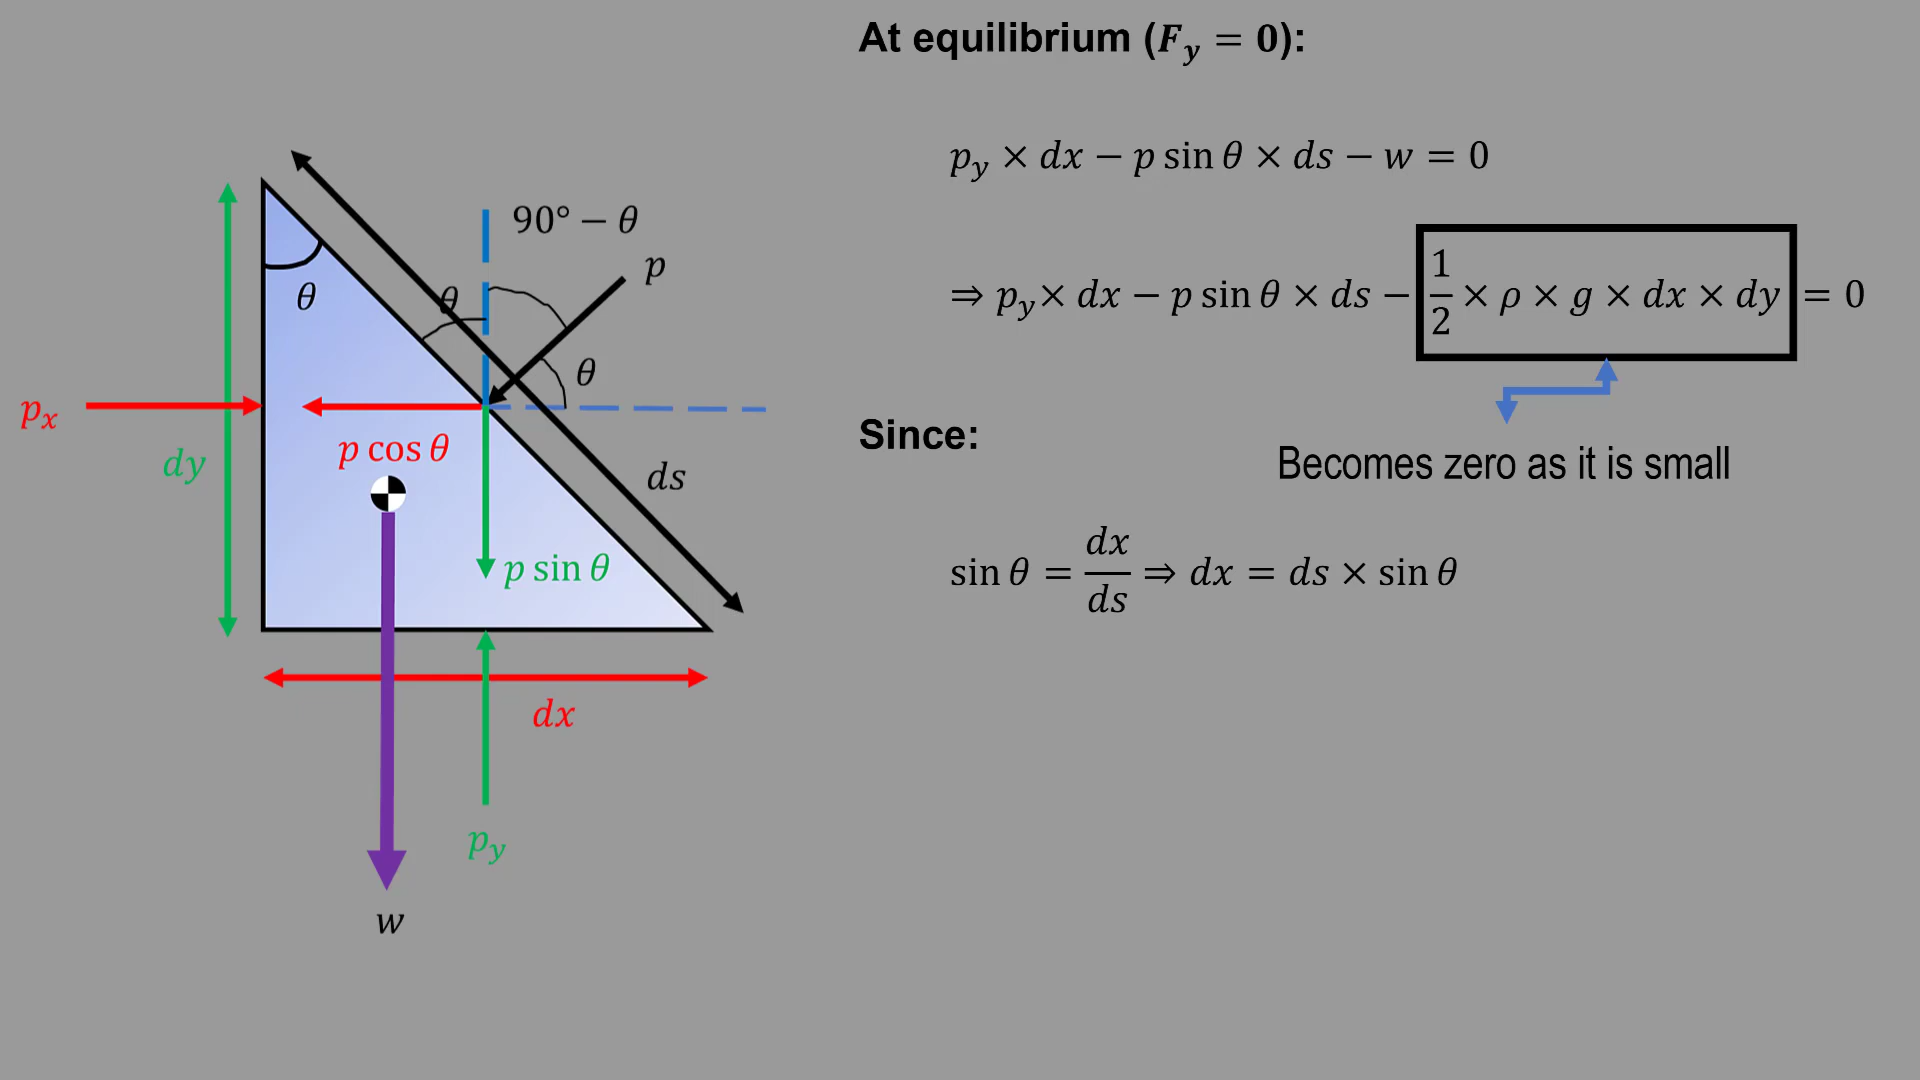 At equilibrium (F_y = 0):
p_y × dx − p sin θ × ds − w = 0
⇒ p_y × dx − p sin θ × ds − 1/2 × ρ × g × dx × dy = 0
Becomes zero as it is small
Since:
sin θ = dx/ds ⇒ dx = ds × sin θ
90° − θ
p
θ
θ
θ
p_x
p cos θ
dy
ds
p sin θ
dx
p_y
w